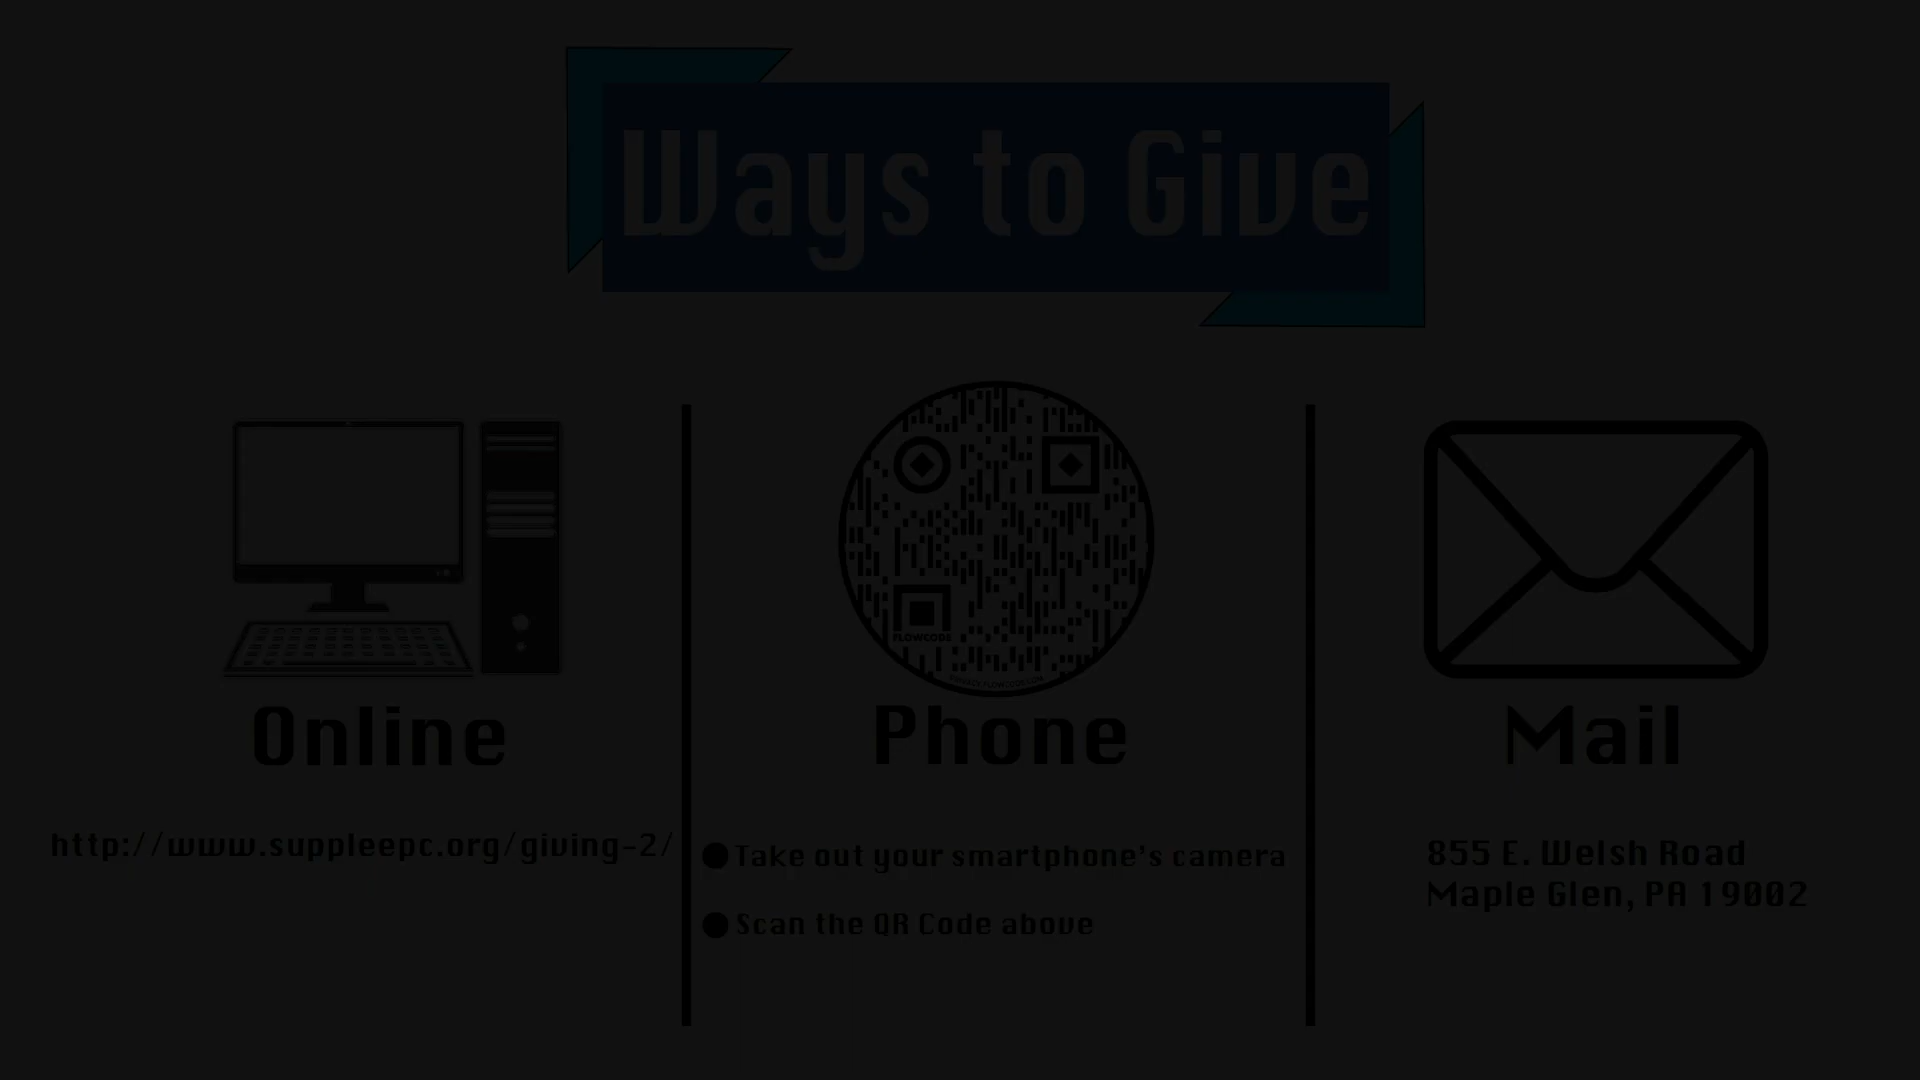 Ways to Give
FLOWCODE
Online
http://www.suppleepc.org/giving-2/
Phone
●Take out your smartphone's camera
●Scan the QR Code above
Mail
855 E. Welsh Road
Maple Glen, PA 19002